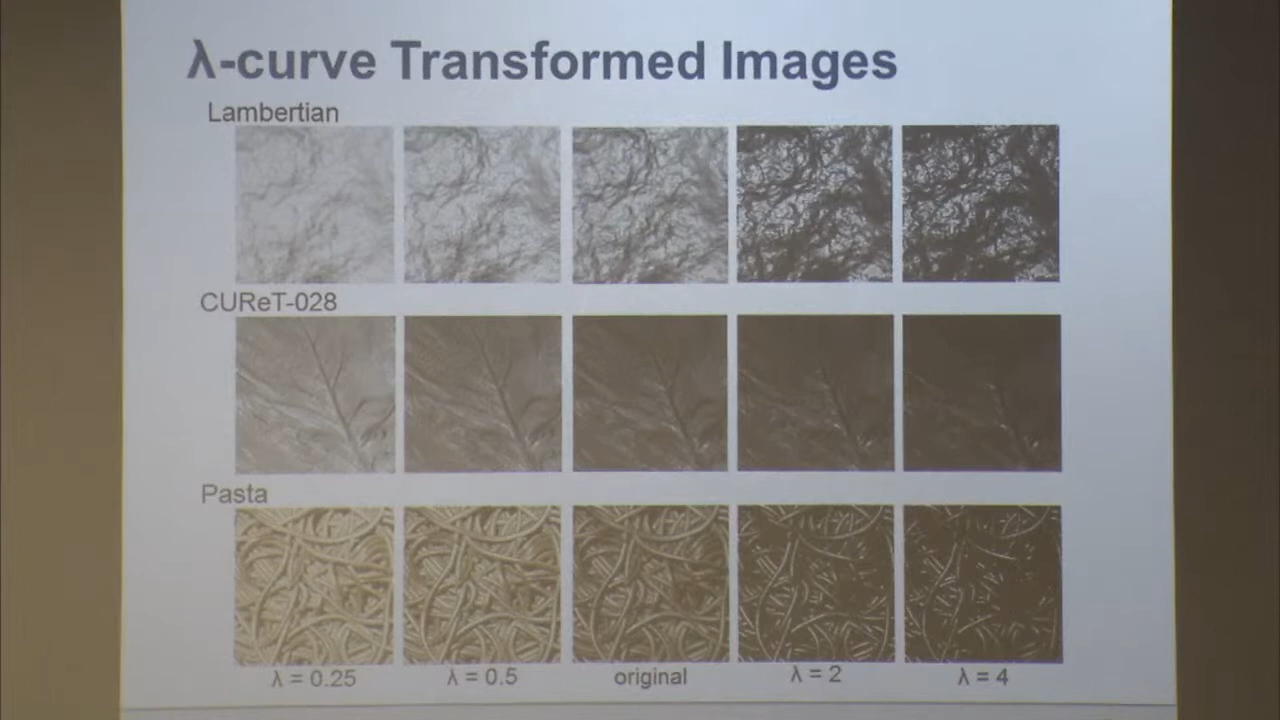 λ-curve Transformed Images
Lambertian
CUReT-028
Pasta
λ = 0.25
λ = 0.5
original
λ = 2
λ = 4